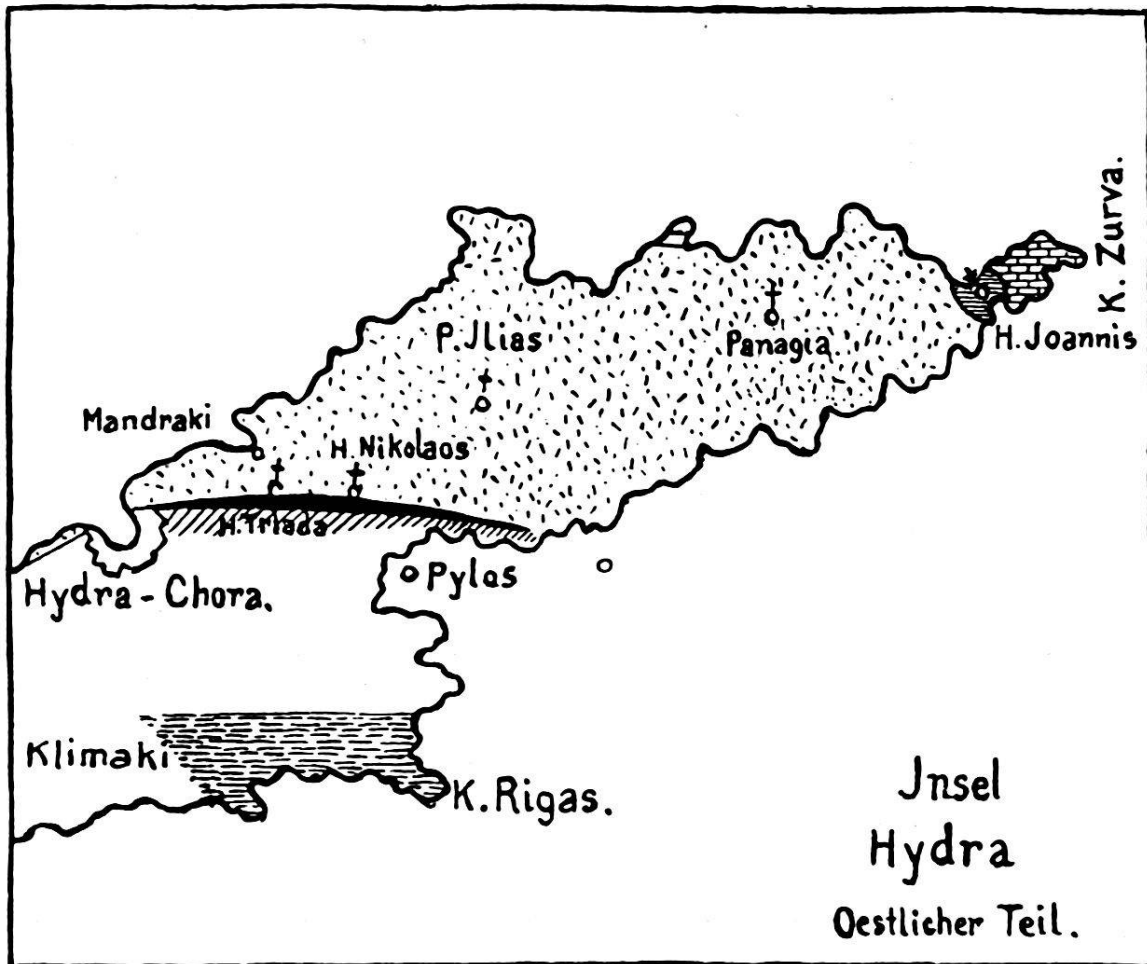 K. Zurva.
P. Jlias
Panagia
H. Joannis
Mandraki
H. Nikolaos
H. Triada
Hydra - Chora.
Pylos
Klimaki
K. Rigas.
Jnsel
Hydra
Oestlicher Teil.